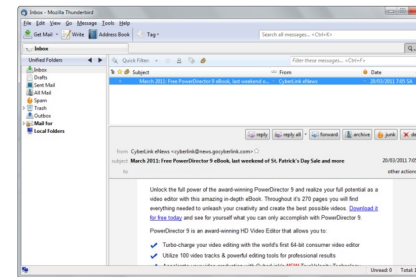 Inbox - Mozilla Thunderbird
File Edit View Go Message Tools Help
Get Mail Write Address Book Tag
Search all messages... <Ctrl+K>
Inbox
Unified Folders
Quick Filter:
Filter these messages... <Ctrl+F>
Inbox
Drafts
Sent Mail
All Mail
Spam
Trash
Outbox
Mail for
Local Folders
Subject From Date
March 2011: Free PowerDirector 9 eBook, last weekend o... CyberLink eNews 20/03/2011 7:05 SA
reply reply all forward archive junk de
from CyberLink eNews <cyberlink@news.gocyberlink.com>
subject March 2011: Free PowerDirector 9 eBook, last weekend of St. Patrick's Day Sale and more 20/03/2011 7:05
to other actions
Unlock the full power of the award-winning PowerDirector 9 and realize your full potential as a
video editor with this amazing in-depth eBook. Throughout it's 270 pages you will find
everything needed to unleash your creativity and create the best possible videos. Download it
for free today and see for yourself what you can only accomplish with PowerDirector 9.
PowerDirector 9 is an award-winning HD Video Editor that allows you to:
Turbo-charge your video editing with the world's first 64-bit consumer video editor
Utilize 100 video tracks & powerful editing tools for professional results
Unread: 0 Total: